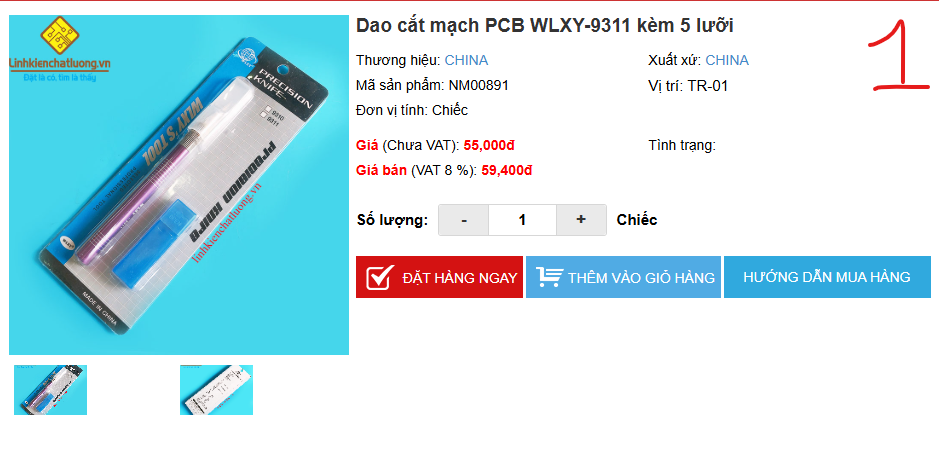 Dao cắt mạch PCB WLXY-9311 kèm 5 lưỡi
1
Linhkienchatluong.vn
Đặt là có, tìm là thấy
PRECISION
KNIFE
9310
9311
WLXY'S TOOL
Precision Knife
linhkienchatluong.vn
MADE IN CHINA
Thương hiệu: CHINA
Xuất xứ: CHINA
Mã sản phẩm: NM00891
Vị trí: TR-01
Đơn vị tính: Chiếc
Giá (Chưa VAT): 55,000đ
Tình trạng:
Giá bán (VAT 8 %): 59,400đ
Số lượng: - 1 + Chiếc
ĐẶT HÀNG NGAY
THÊM VÀO GIỎ HÀNG
HƯỚNG DẪN MUA HÀNG